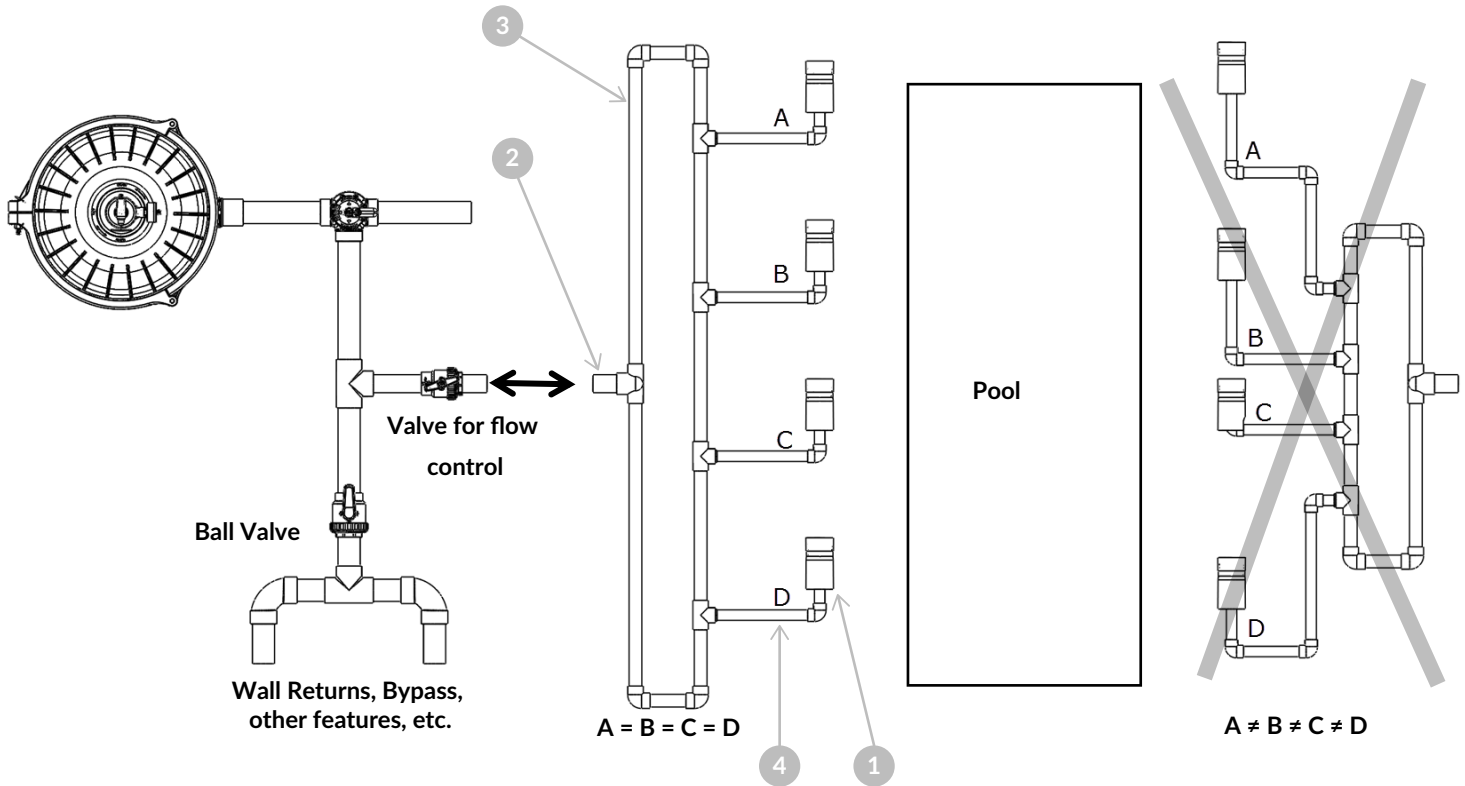 3
2
A
B
C
D
Valve for flow
control
Ball Valve
Wall Returns, Bypass,
other features, etc.
A = B = C = D
4
1
Pool
A
B
C
D
A ≠ B ≠ C ≠ D